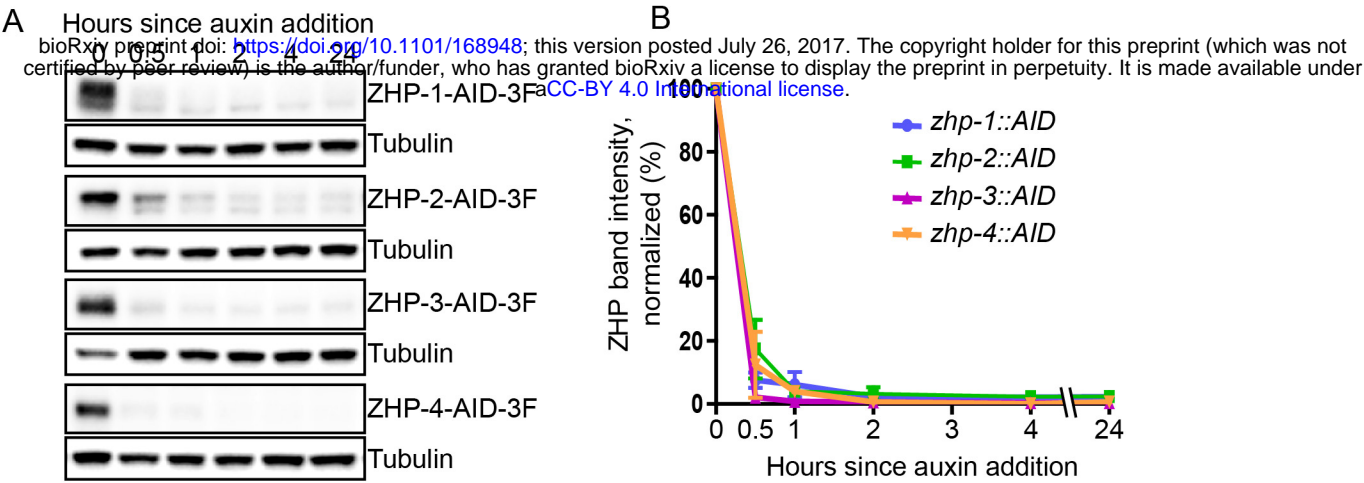 A
B
Hours since auxin addition
0 0.5 1 2 4 24
bioRxiv preprint doi: https://doi.org/10.1101/168948; this version posted July 26, 2017. The copyright holder for this preprint (which was not
certified by peer review) is the author/funder, who has granted bioRxiv a license to display the preprint in perpetuity. It is made available under
aCC-BY 4.0 International license.
ZHP-1-AID-3F
Tubulin
ZHP-2-AID-3F
Tubulin
ZHP-3-AID-3F
Tubulin
ZHP-4-AID-3F
Tubulin
ZHP band intensity,
normalized (%)
100
80
60
40
20
0
zhp-1::AID
zhp-2::AID
zhp-3::AID
zhp-4::AID
0 0.5 1 2 3 4 24
Hours since auxin addition